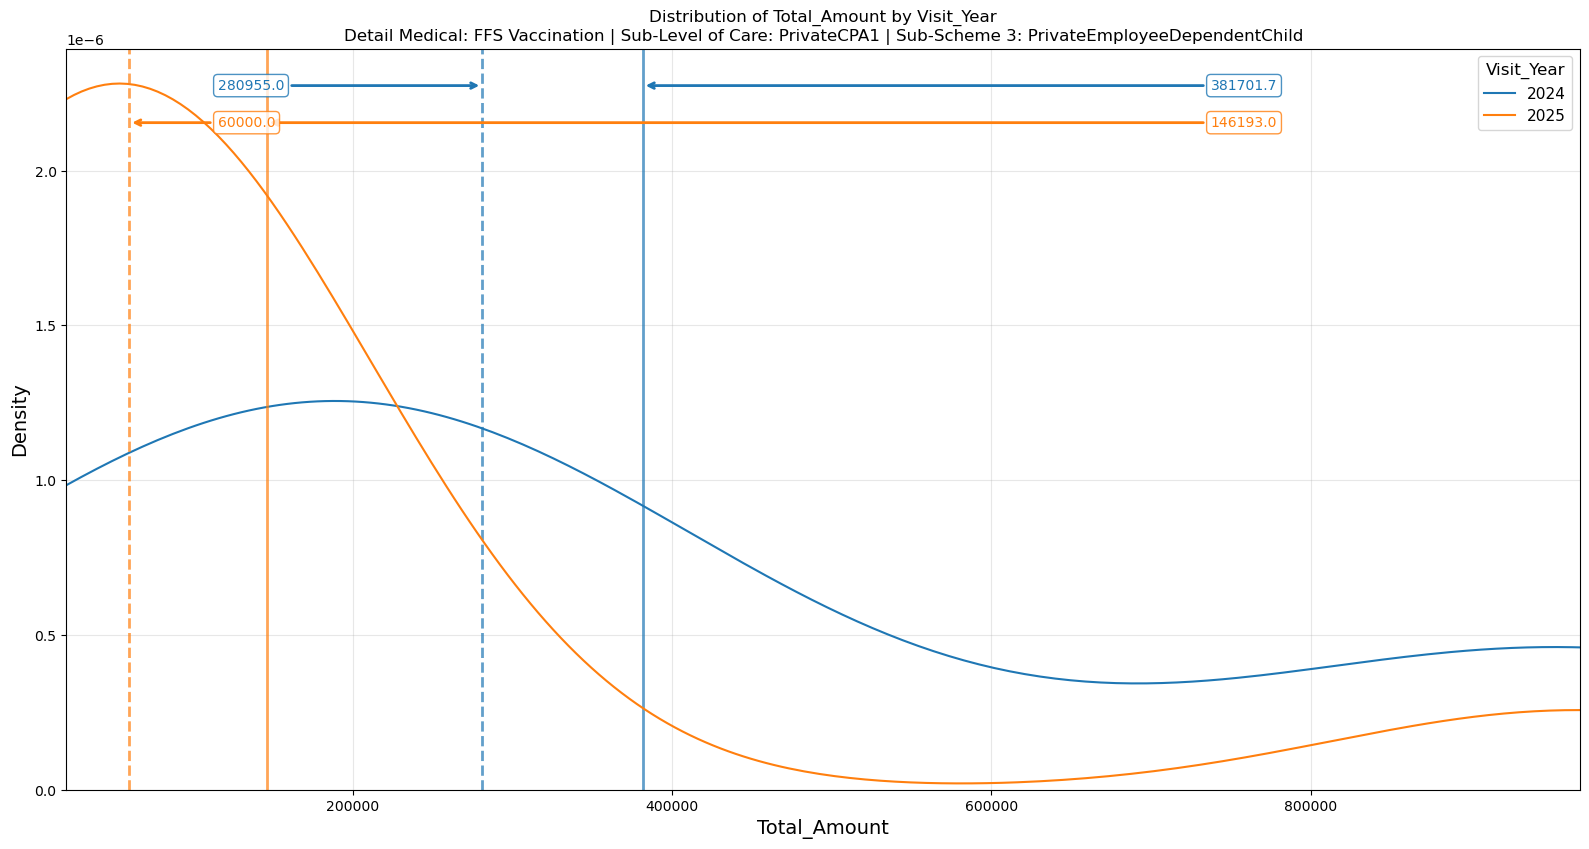 Distribution of Total_Amount by Visit_Year
Detail Medical: FFS Vaccination | Sub-Level of Care: PrivateCPA1 | Sub-Scheme 3: PrivateEmployeeDependentChild
1e−6
Visit_Year
2024
2025
280955.0
381701.7
60000.0
146193.0
2.0
1.5
1.0
0.5
0.0
Density
200000
400000
600000
800000
Total_Amount